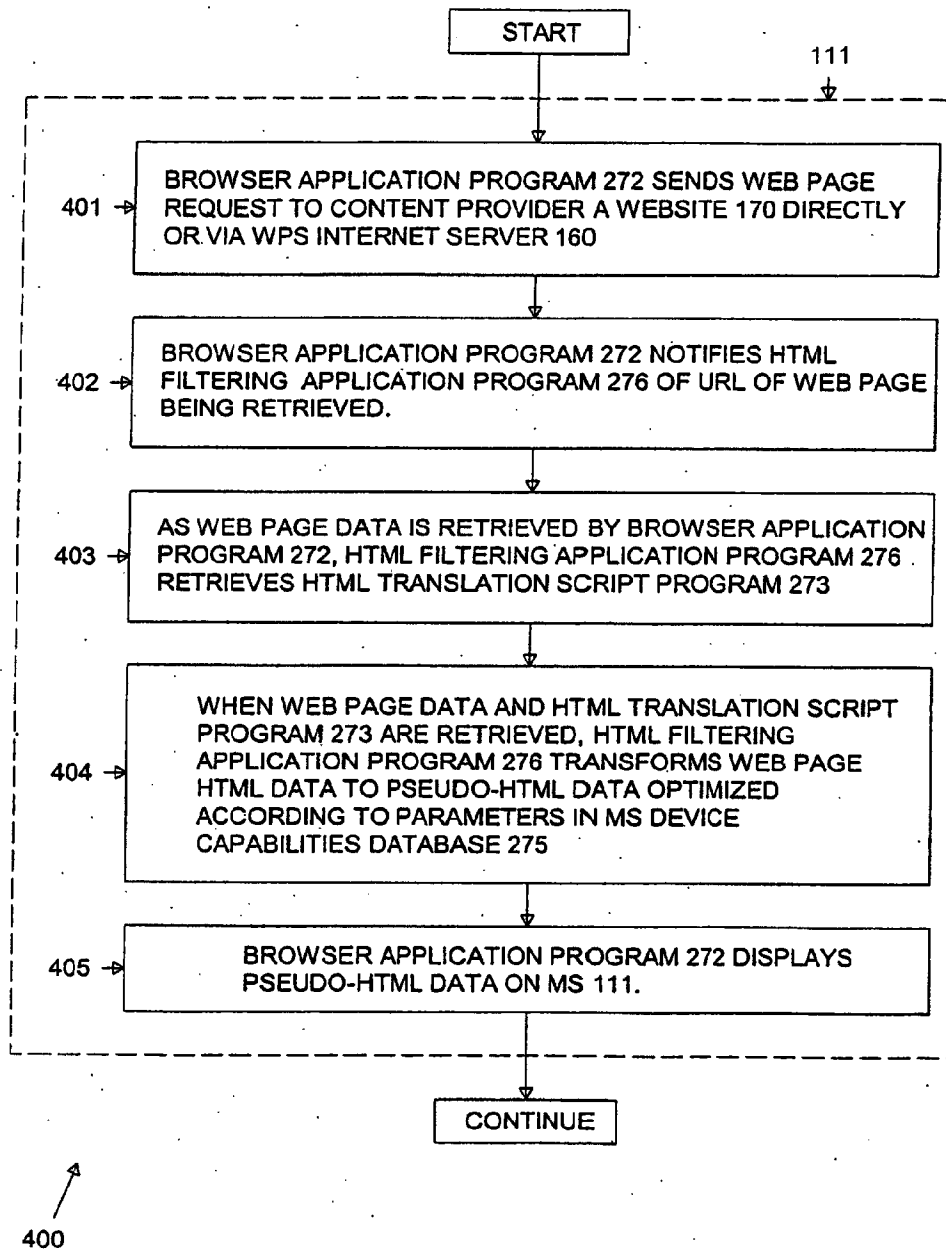 START
111
401
BROWSER APPLICATION PROGRAM 272 SENDS WEB PAGE
REQUEST TO CONTENT PROVIDER A WEBSITE 170 DIRECTLY
OR VIA WPS INTERNET SERVER 160
402
BROWSER APPLICATION PROGRAM 272 NOTIFIES HTML
FILTERING APPLICATION PROGRAM 276 OF URL OF WEB PAGE
BEING RETRIEVED.
403
AS WEB PAGE DATA IS RETRIEVED BY BROWSER APPLICATION
PROGRAM 272, HTML FILTERING APPLICATION PROGRAM 276
RETRIEVES HTML TRANSLATION SCRIPT PROGRAM 273
404
WHEN WEB PAGE DATA AND HTML TRANSLATION SCRIPT
PROGRAM 273 ARE RETRIEVED, HTML FILTERING
APPLICATION PROGRAM 276 TRANSFORMS WEB PAGE
HTML DATA TO PSEUDO-HTML DATA OPTIMIZED
ACCORDING TO PARAMETERS IN MS DEVICE
CAPABILITIES DATABASE 275
405
BROWSER APPLICATION PROGRAM 272 DISPLAYS
PSEUDO-HTML DATA ON MS 111.
CONTINUE
400